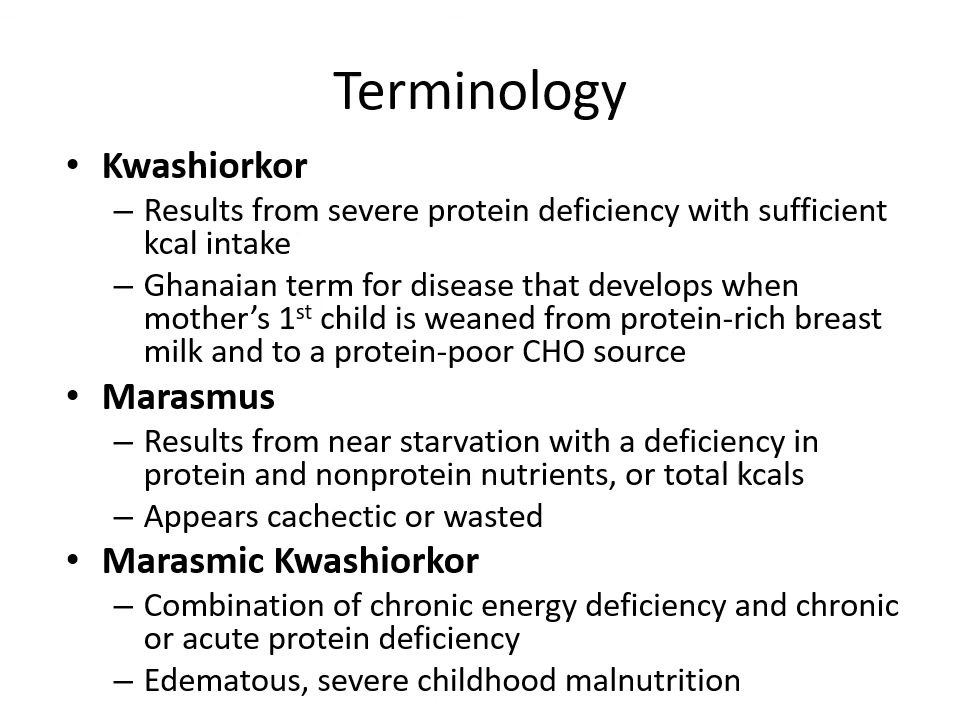 Terminology
• Kwashiorkor
– Results from severe protein deficiency with sufficient
kcal intake
– Ghanaian term for disease that develops when
mother’s 1st child is weaned from protein-rich breast
milk and to a protein-poor CHO source
• Marasmus
– Results from near starvation with a deficiency in
protein and nonprotein nutrients, or total kcals
– Appears cachectic or wasted
• Marasmic Kwashiorkor
– Combination of chronic energy deficiency and chronic
or acute protein deficiency
– Edematous, severe childhood malnutrition